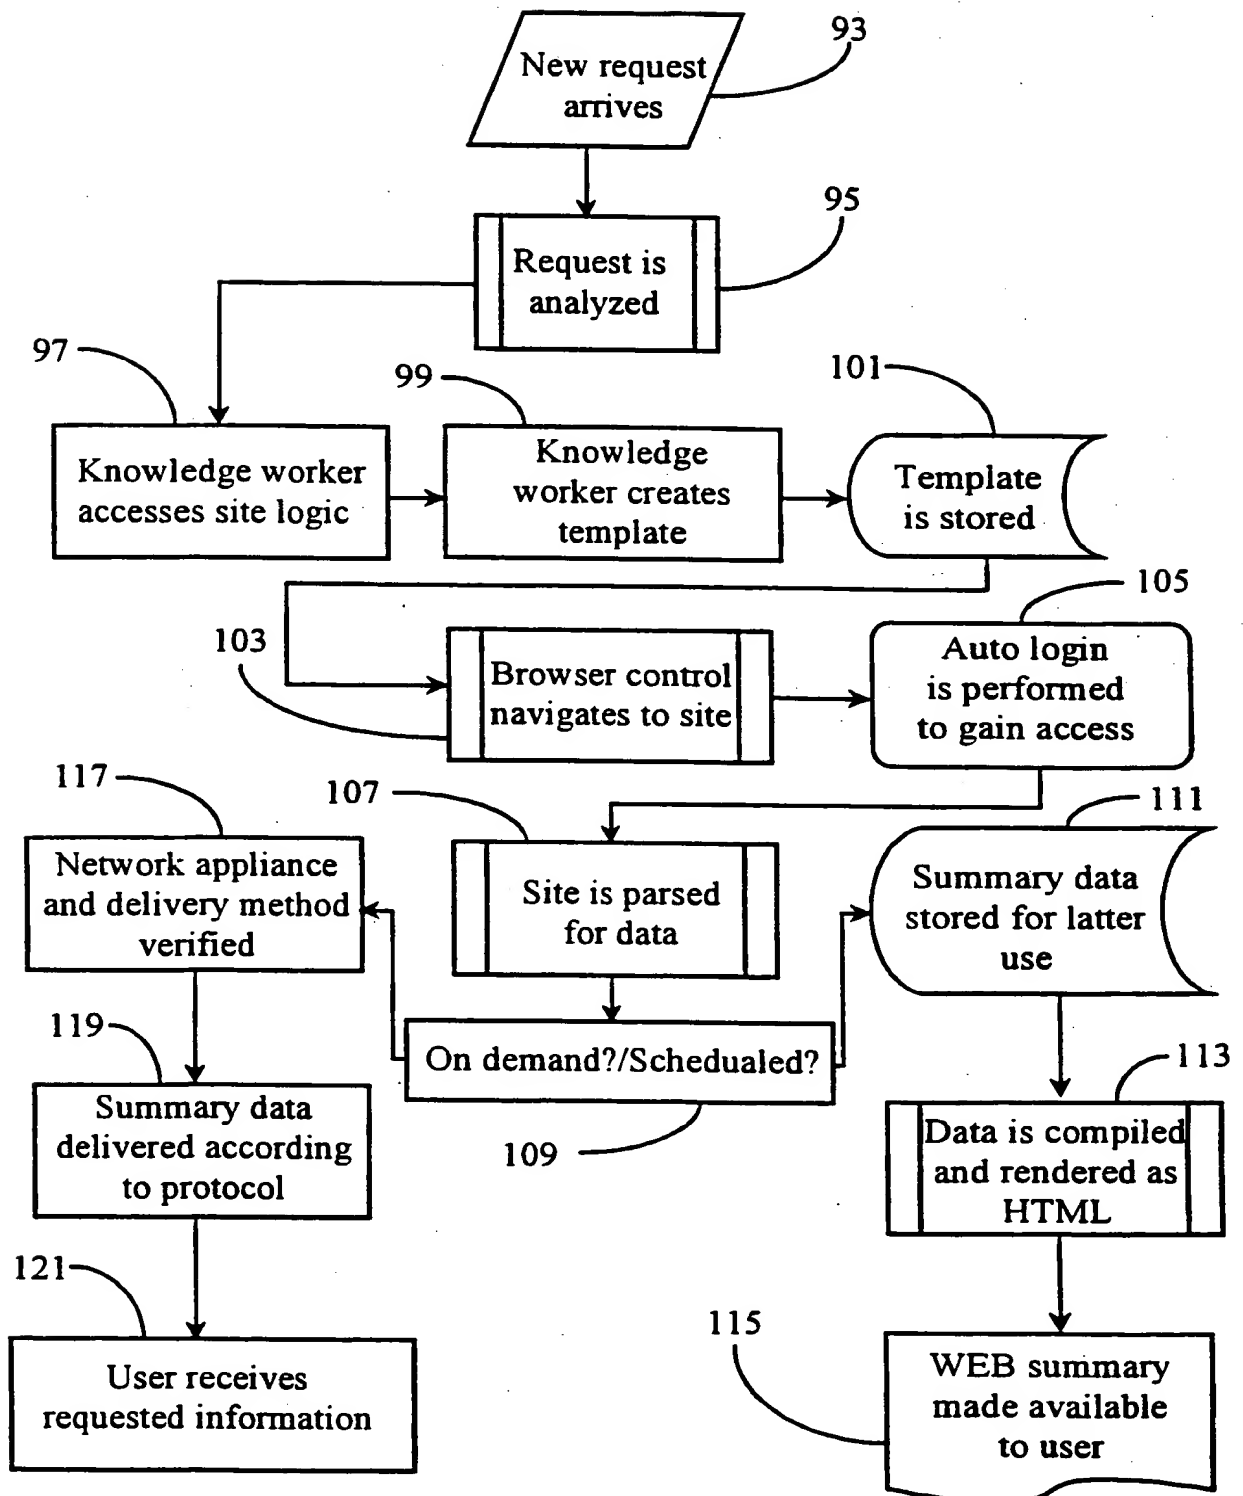 93
New request
arrives
95
Request is
analyzed
97
99
101
Knowledge worker
accesses site logic
Knowledge
worker creates
template
Template
is stored
103
105
Browser control
navigates to site
Auto login
is performed
to gain access
117
107
111
Network appliance
and delivery method
verified
Site is parsed
for data
Summary data
stored for latter
use
119
On demand?/Schedualed?
109
113
Summary data
delivered according
to protocol
Data is compiled
and rendered as
HTML
121
115
User receives
requested information
WEB summary
made available
to user